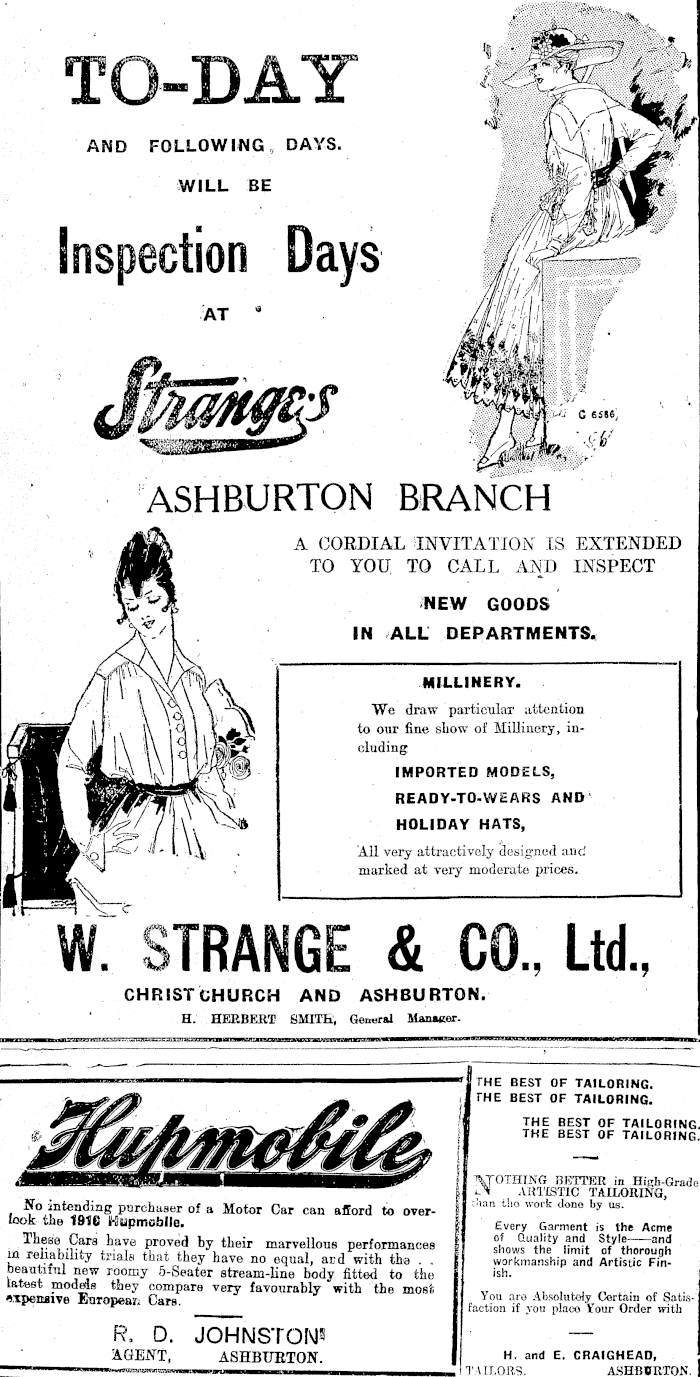 TO-DAY
AND FOLLOWING DAYS.
WILL BE
Inspection Days
AT
Strange's
G 6586
ASHBURTON BRANCH
A CORDIAL INVITATION IS EXTENDED
TO YOU TO CALL AND INSPECT
NEW GOODS
IN ALL DEPARTMENTS.
MILLINERY.
We draw particular attention
to our fine show of Millinery, in-
cluding
IMPORTED MODELS,
READY-TO-WEARS AND
HOLIDAY HATS,
All very attractively designed and
marked at very moderate prices.
W. STRANGE & CO., Ltd.,
CHRISTCHURCH AND ASHBURTON.
H. HERBERT SMITH, General Manager.
Hupmobile
No intending purchaser of a Motor Car can afford to over-
look the 1916 Hupmobile.
These Cars have proved by their marvellous performances
in reliability trials that they have no equal, and with the . .
beautiful new roomy 5-Seater stream-line body fitted to the
latest models they compare very favourably with the most
expensive European Cars.
R. D. JOHNSTON
AGENT, ASHBURTON.
THE BEST OF TAILORING.
THE BEST OF TAILORING.
THE BEST OF TAILORING.
THE BEST OF TAILORING.
NOTHING BETTER in High-Grade
ARTISTIC TAILORING,
than the work done by us.
Every Garment is the Acme
of Quality and Style—and
shows the limit of thorough
workmanship and Artistic Fin-
ish.
You are Absolutely Certain of Satis-
faction if you place Your Order with
H. and E. CRAIGHEAD,
TAILORS. ASHBURTON.